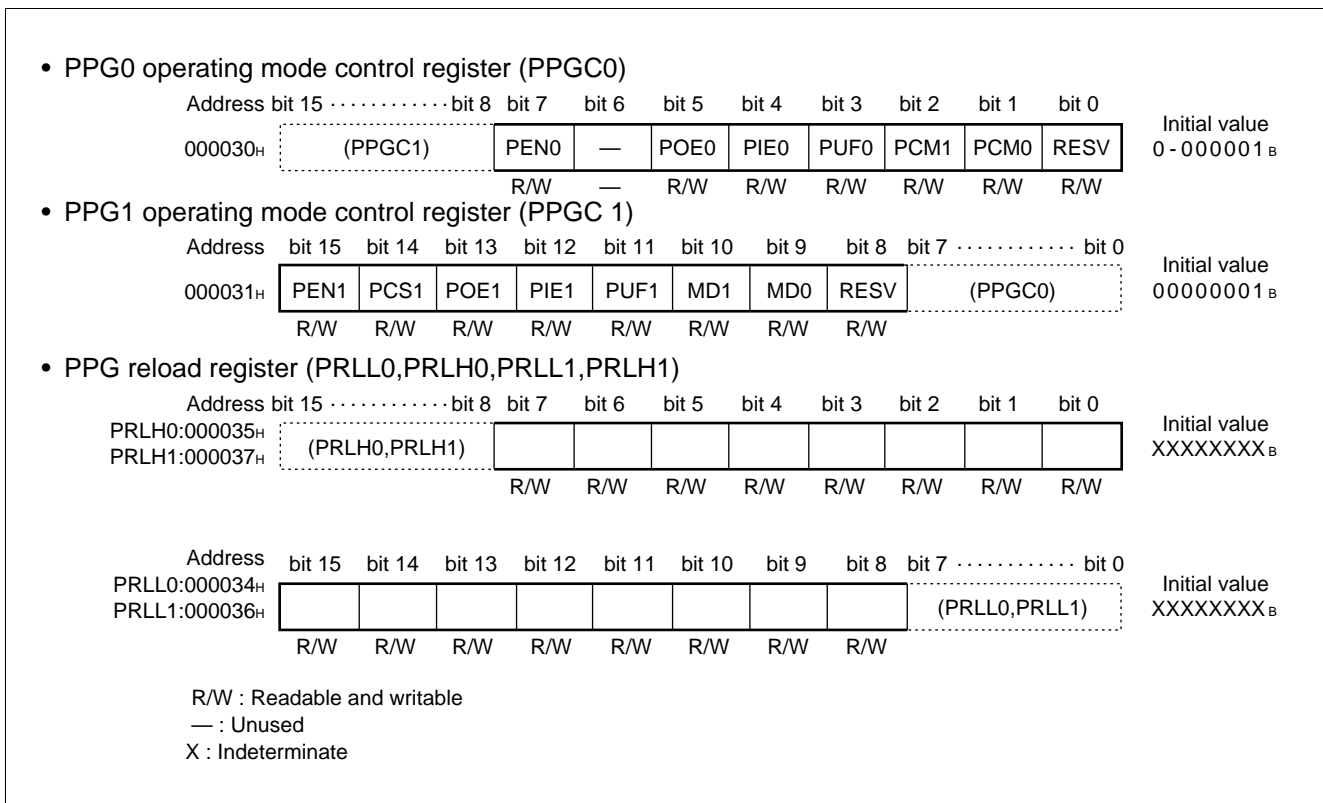 • PPG0 operating mode control register (PPGC0)
Address bit 15 ············ bit 8 bit 7 bit 6 bit 5 bit 4 bit 3 bit 2 bit 1 bit 0
Initial value
000030H (PPGC1) PEN0 — POE0 PIE0 PUF0 PCM1 PCM0 RESV 0-000001B
R/W — R/W R/W R/W R/W R/W R/W
• PPG1 operating mode control register (PPGC 1)
Address bit 15 bit 14 bit 13 bit 12 bit 11 bit 10 bit 9 bit 8 bit 7 ············ bit 0
Initial value
000031H PEN1 PCS1 POE1 PIE1 PUF1 MD1 MD0 RESV (PPGC0) 00000001B
R/W R/W R/W R/W R/W R/W R/W R/W
• PPG reload register (PRLL0,PRLH0,PRLL1,PRLH1)
Address bit 15 ············ bit 8 bit 7 bit 6 bit 5 bit 4 bit 3 bit 2 bit 1 bit 0
PRLH0:000035H Initial value
PRLH1:000037H (PRLH0,PRLH1) XXXXXXXXB
R/W R/W R/W R/W R/W R/W R/W R/W
Address bit 15 bit 14 bit 13 bit 12 bit 11 bit 10 bit 9 bit 8 bit 7 ············ bit 0
PRLL0:000034H Initial value
PRLL1:000036H (PRLL0,PRLL1) XXXXXXXXB
R/W R/W R/W R/W R/W R/W R/W R/W
R/W : Readable and writable
— : Unused
X : Indeterminate